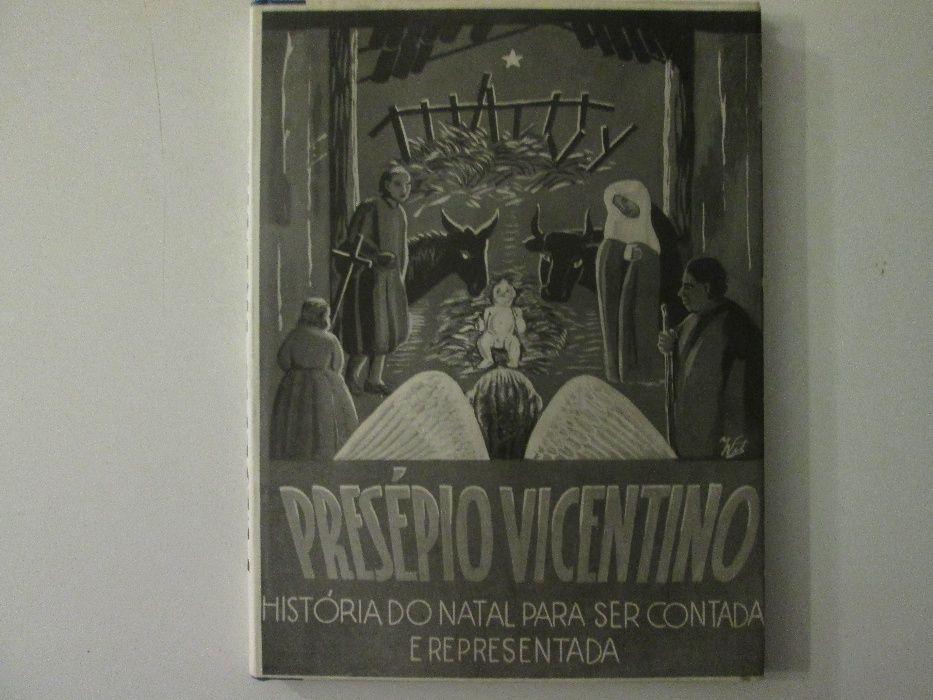 PRESÉPIO VICENTINO
HISTÓRIA DO NATAL PARA SER CONTADA
E REPRESENTADA